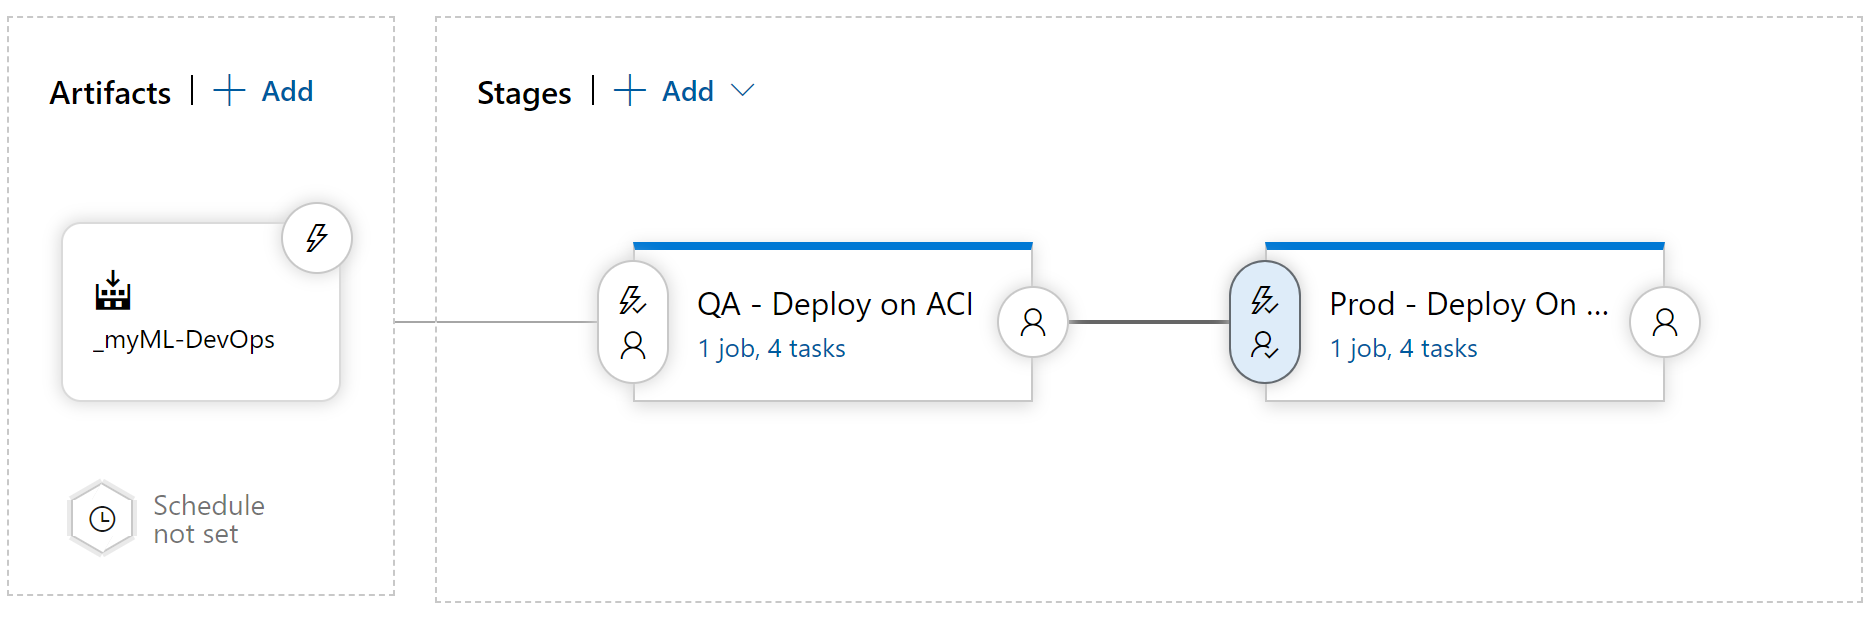 Artifacts | + Add
Stages | + Add
_myML-DevOps
QA - Deploy on ACI
1 job, 4 tasks
Prod - Deploy On ...
1 job, 4 tasks
Schedule
not set